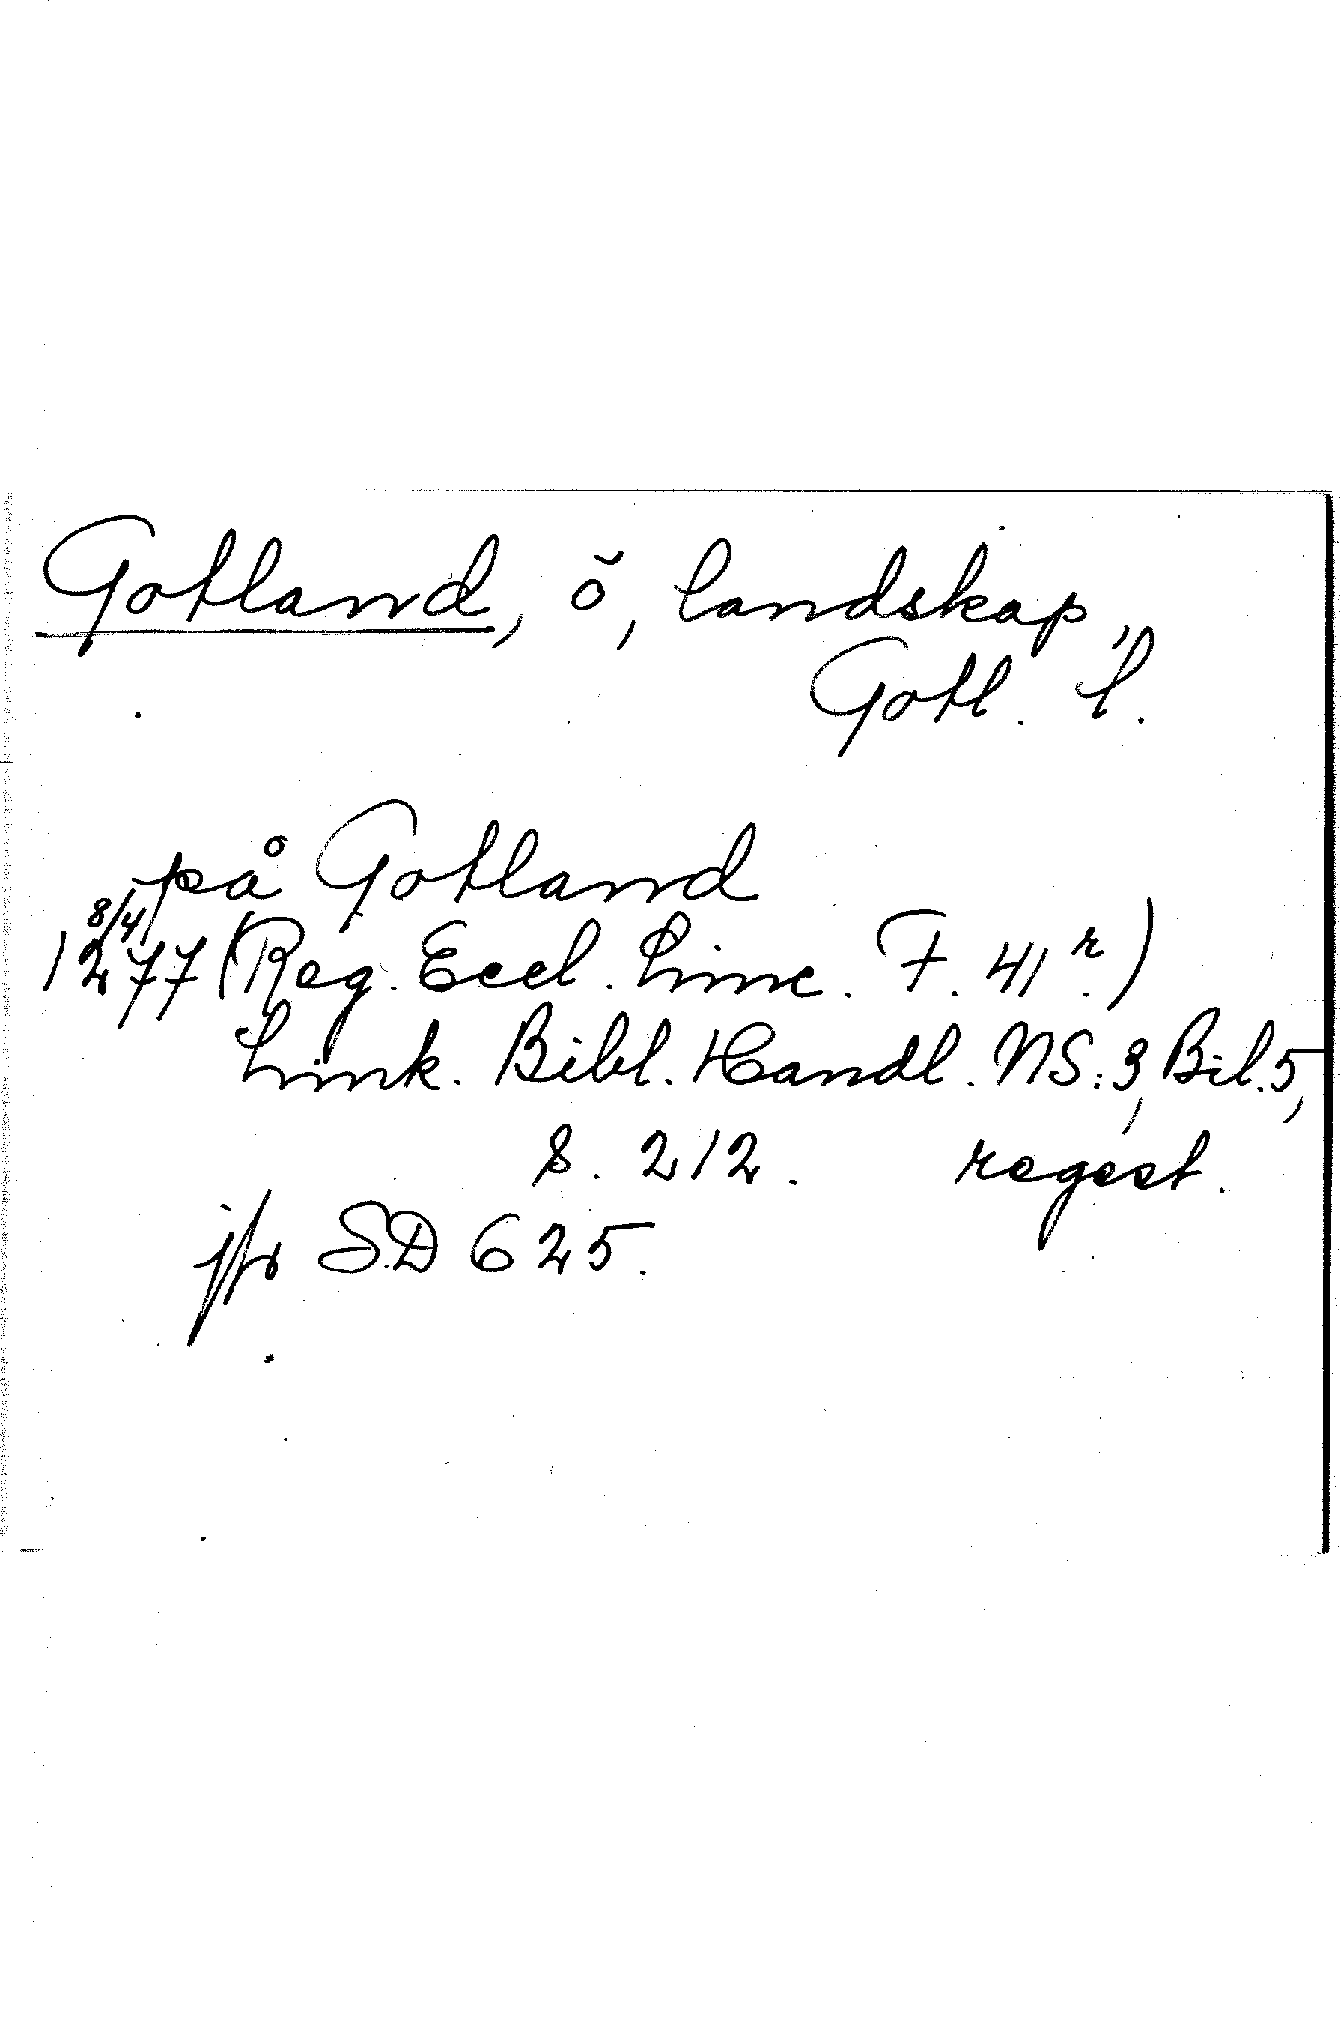 Gotland, ö, landskap,
Gotl. l.
på Gotland
8/4
1277 (Reg. Eccl. Linc. F. 41 r.)
Link. Bibl. Handl. NS: 3, Bil. 5,
s. 212. regest.
jfr SD 625.